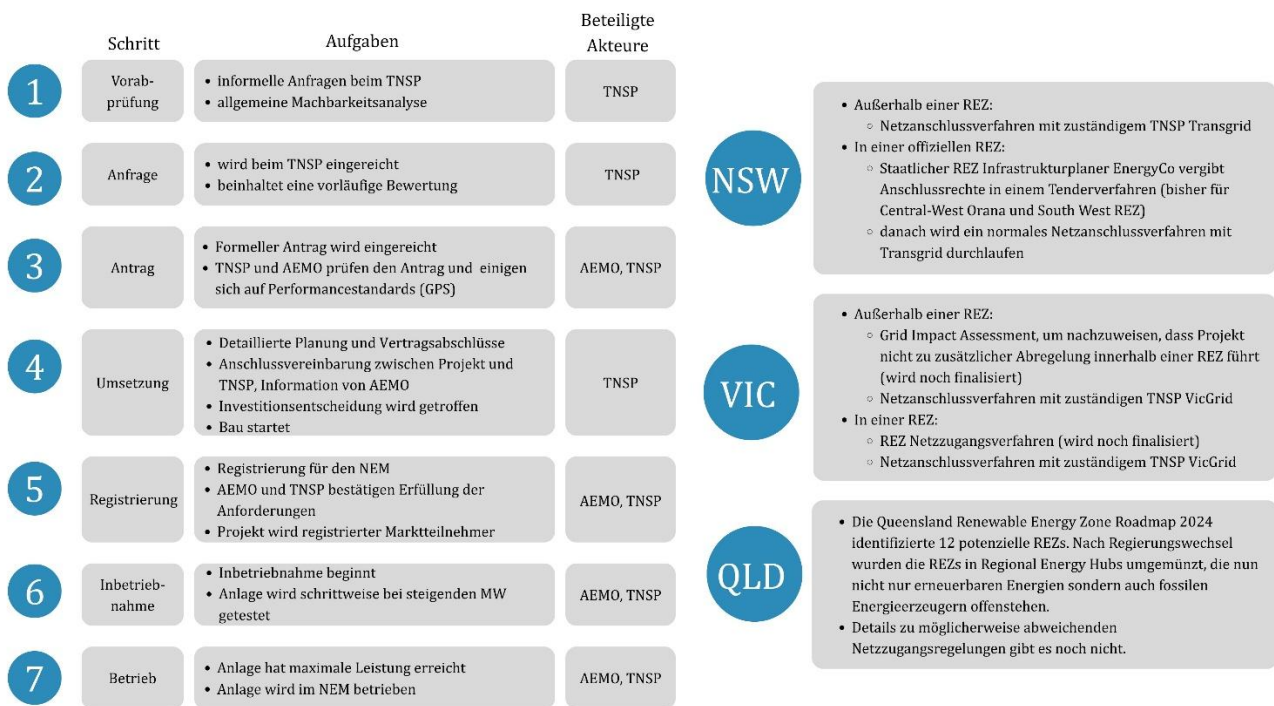 Schritt
Aufgaben
Beteiligte
Akteure
1
Vorab-
prüfung
• informelle Anfragen beim TNSP
• allgemeine Machbarkeitsanalyse
TNSP
2
Anfrage
• wird beim TNSP eingereicht
• beinhaltet eine vorläufige Bewertung
TNSP
3
Antrag
• Formeller Antrag wird eingereicht
• TNSP und AEMO prüfen den Antrag und einigen
sich auf Performancestandards (GPS)
AEMO, TNSP
4
Umsetzung
• Detaillierte Planung und Vertragsabschlüsse
• Anschlussvereinbarung zwischen Projekt und
TNSP, Information von AEMO
• Investitionsentscheidung wird getroffen
• Bau startet
TNSP
5
Registrierung
• Registrierung für den NEM
• AEMO und TNSP bestätigen Erfüllung der
Anforderungen
• Projekt wird registrierter Marktteilnehmer
AEMO, TNSP
6
Inbetrieb-
nahme
• Inbetriebnahme beginnt
• Anlage wird schrittweise bei steigenden MW
getestet
AEMO, TNSP
7
Betrieb
• Anlage hat maximale Leistung erreicht
• Anlage wird im NEM betrieben
AEMO, TNSP
NSW
• Außerhalb einer REZ:
○ Netzanschlussverfahren mit zuständigem TNSP Transgrid
• In einer offiziellen REZ:
○ Staatlicher REZ Infrastrukturplaner EnergyCo vergibt
Anschlussrechte in einem Tenderverfahren (bisher für
Central-West Orana und South West REZ)
○ danach wird ein normales Netzanschlussverfahren mit
Transgrid durchlaufen
VIC
• Außerhalb einer REZ:
○ Grid Impact Assessment, um nachzuweisen, dass Projekt
nicht zu zusätzlicher Abregelung innerhalb einer REZ führt
(wird noch finalisiert)
○ Netzanschlussverfahren mit zuständigen TNSP VicGrid
• In einer REZ:
○ REZ Netzzugangsverfahren (wird noch finalisiert)
○ Netzanschlussverfahren mit zuständigem TNSP VicGrid
QLD
• Die Queensland Renewable Energy Zone Roadmap 2024
identifizierte 12 potenzielle REZs. Nach Regierungswechsel
wurden die REZs in Regional Energy Hubs umgemünzt, die nun
nicht nur erneuerbaren Energien sondern auch fossilen
Energieerzeugern offenstehen.
• Details zu möglicherweise abweichenden
Netzzugangsregelungen gibt es noch nicht.